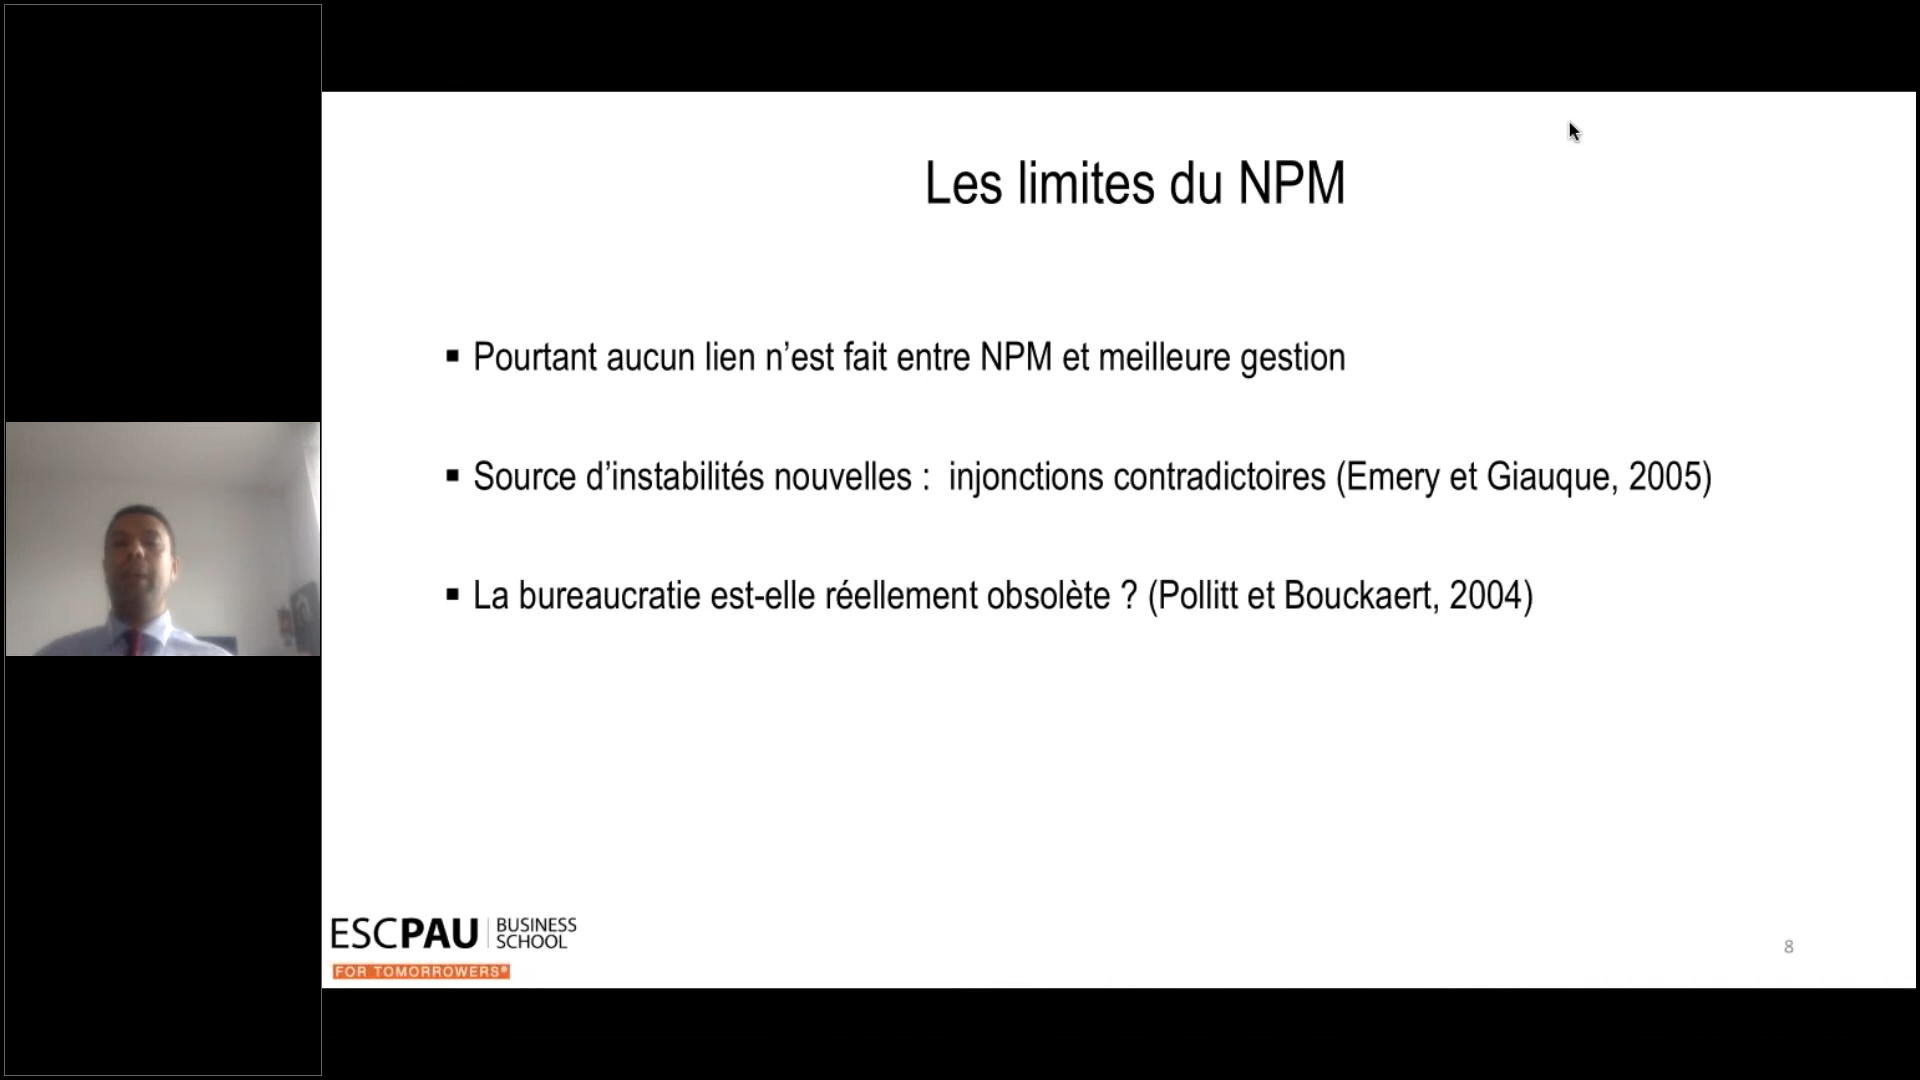 Les limites du NPM
▪ Pourtant aucun lien n’est fait entre NPM et meilleure gestion
▪ Source d’instabilités nouvelles :  injonctions contradictoires (Emery et Giauque, 2005)
▪ La bureaucratie est-elle réellement obsolète ? (Pollitt et Bouckaert, 2004)
ESCPAU BUSINESS SCHOOL
FOR TOMORROWERS®
8